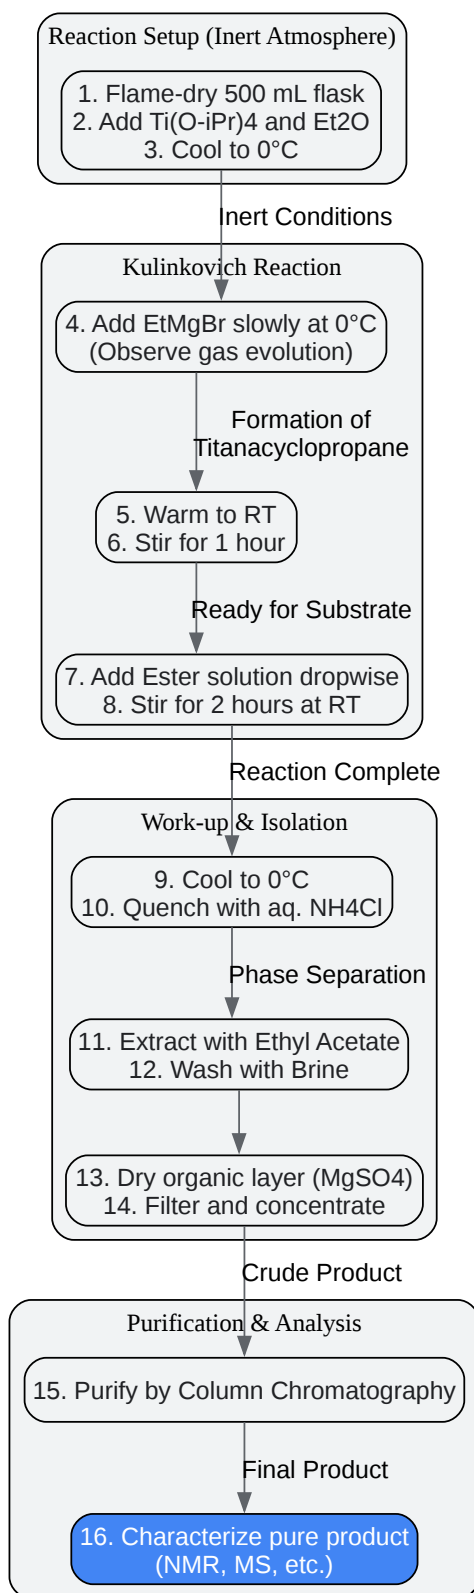 Reaction Setup (Inert Atmosphere)
1. Flame-dry 500 mL flask
2. Add Ti(O-iPr)4 and Et2O
3. Cool to 0°C
Inert Conditions
Kulinkovich Reaction
4. Add EtMgBr slowly at 0°C
(Observe gas evolution)
Formation of
Titanacyclopropane
5. Warm to RT
6. Stir for 1 hour
Ready for Substrate
7. Add Ester solution dropwise
8. Stir for 2 hours at RT
Reaction Complete
Work-up & Isolation
9. Cool to 0°C
10. Quench with aq. NH4Cl
Phase Separation
11. Extract with Ethyl Acetate
12. Wash with Brine
13. Dry organic layer (MgSO4)
14. Filter and concentrate
Crude Product
Purification & Analysis
15. Purify by Column Chromatography
Final Product
16. Characterize pure product
(NMR, MS, etc.)